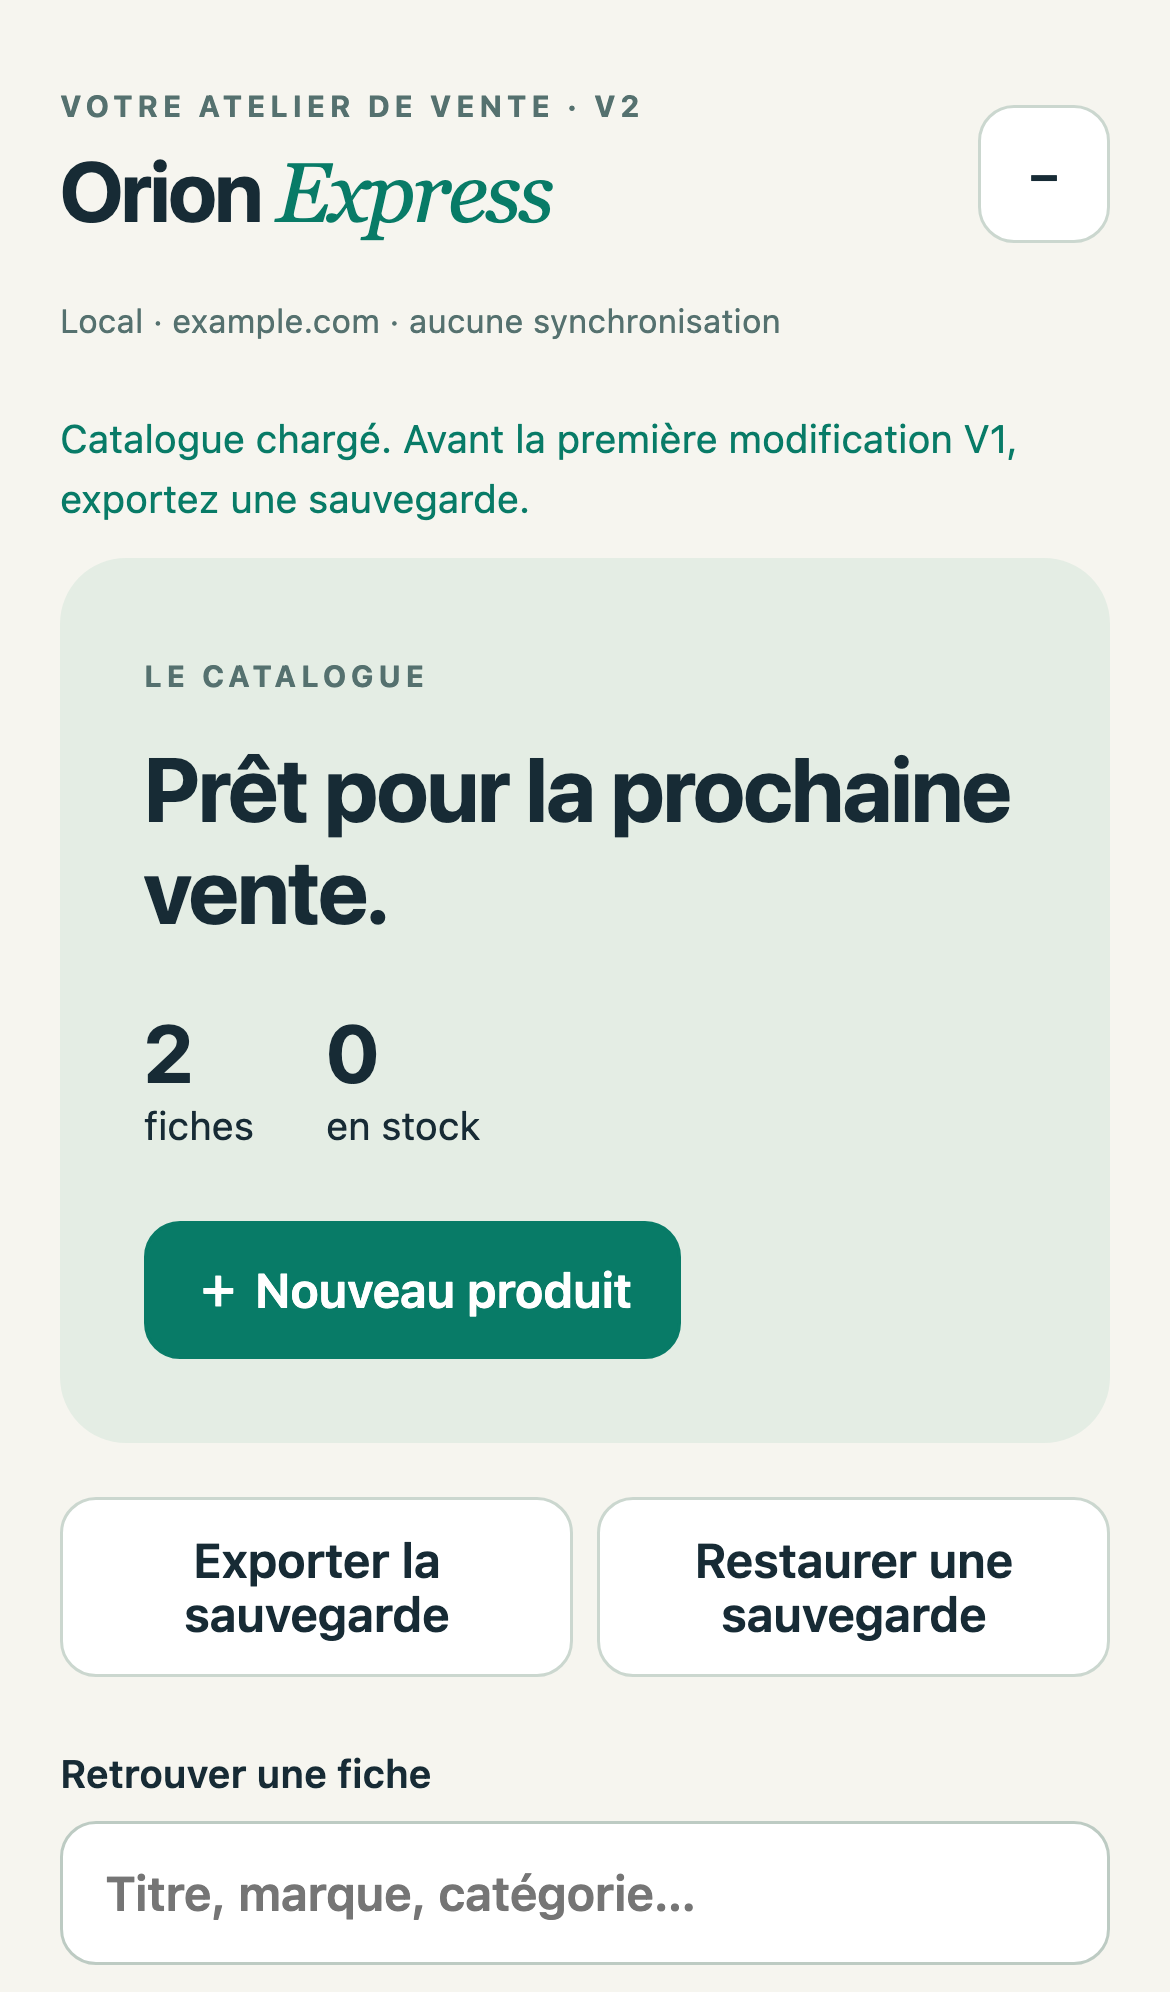 VOTRE ATELIER DE VENTE · V2
Orion Express
–
Local · example.com · aucune synchronisation
Catalogue chargé. Avant la première modification V1,
exportez une sauvegarde.
LE CATALOGUE
Prêt pour la prochaine
vente.
2 0
fiches en stock
+ Nouveau produit
Exporter la
sauvegarde
Restaurer une
sauvegarde
Retrouver une fiche
Titre, marque, catégorie...